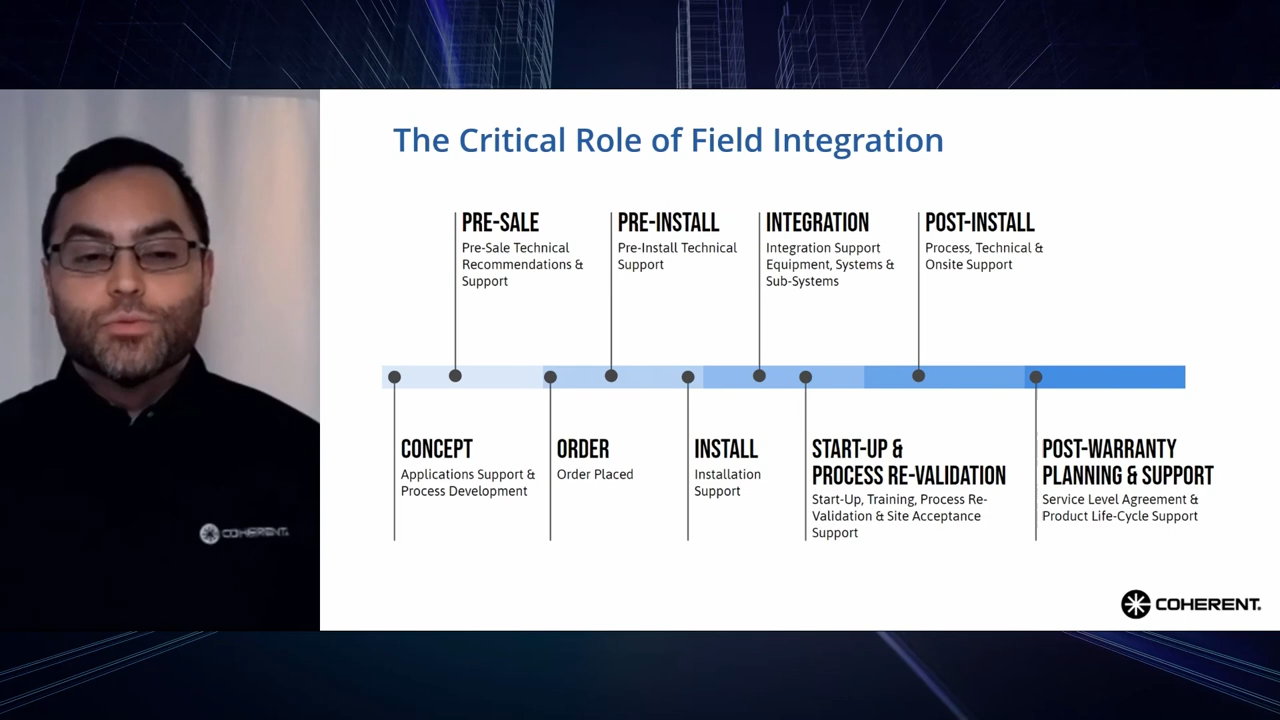 The Critical Role of Field Integration
PRE-SALE
Pre-Sale Technical
Recommendations &
Support
PRE-INSTALL
Pre-Install Technical
Support
INTEGRATION
Integration Support
Equipment, Systems &
Sub-Systems
POST-INSTALL
Process, Technical &
Onsite Support
CONCEPT
Applications Support &
Process Development
ORDER
Order Placed
INSTALL
Installation
Support
START-UP &
PROCESS RE-VALIDATION
Start-Up, Training, Process Re-
Validation & Site Acceptance
Support
POST-WARRANTY
PLANNING & SUPPORT
Service Level Agreement &
Product Life-Cycle Support
COHERENT
COHERENT.